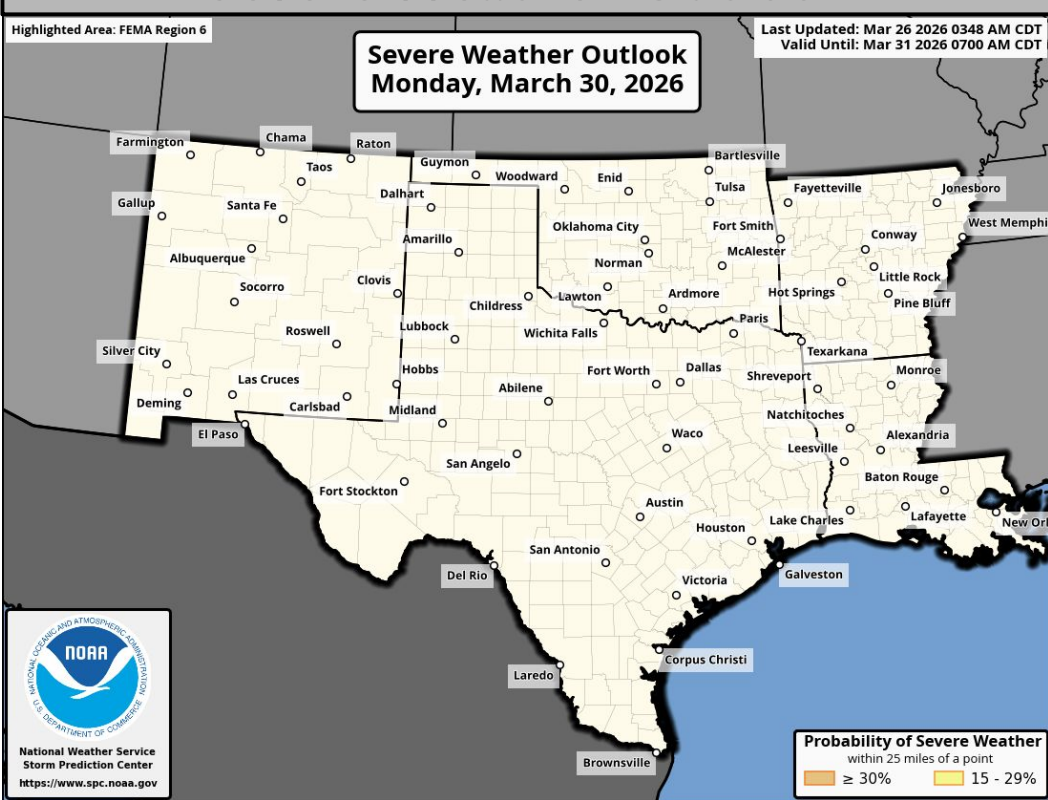 Highlighted Area: FEMA Region 6
Last Updated: Mar 26 2026 0348 AM CDT
Valid Until: Mar 31 2026 0700 AM CDT
Severe Weather Outlook
Monday, March 30, 2026
Farmington
Chama
Raton
Taos
Guymon
Woodward
Enid
Bartlesville
Tulsa
Fayetteville
Jonesboro
Gallup
Santa Fe
Dalhart
Oklahoma City
Fort Smith
West Memphi
Albuquerque
Amarillo
Norman
McAlester
Conway
Socorro
Clovis
Childress
Lawton
Ardmore
Hot Springs
Little Rock
Pine Bluff
Roswell
Lubbock
Wichita Falls
Paris
Texarkana
Silver City
Las Cruces
Hobbs
Abilene
Fort Worth
Dallas
Shreveport
Monroe
Deming
Carlsbad
Midland
Natchitoches
El Paso
San Angelo
Waco
Leesville
Alexandria
Fort Stockton
Austin
Baton Rouge
Houston
Lake Charles
Lafayette
New Orl
Del Rio
San Antonio
Galveston
Victoria
Laredo
Corpus Christi
Brownsville
NATIONAL OCEANIC AND ATMOSPHERIC ADMINISTRATION
NOAA
U.S. DEPARTMENT OF COMMERCE
National Weather Service
Storm Prediction Center
https://www.spc.noaa.gov
Probability of Severe Weather
within 25 miles of a point
≥ 30%
15 - 29%